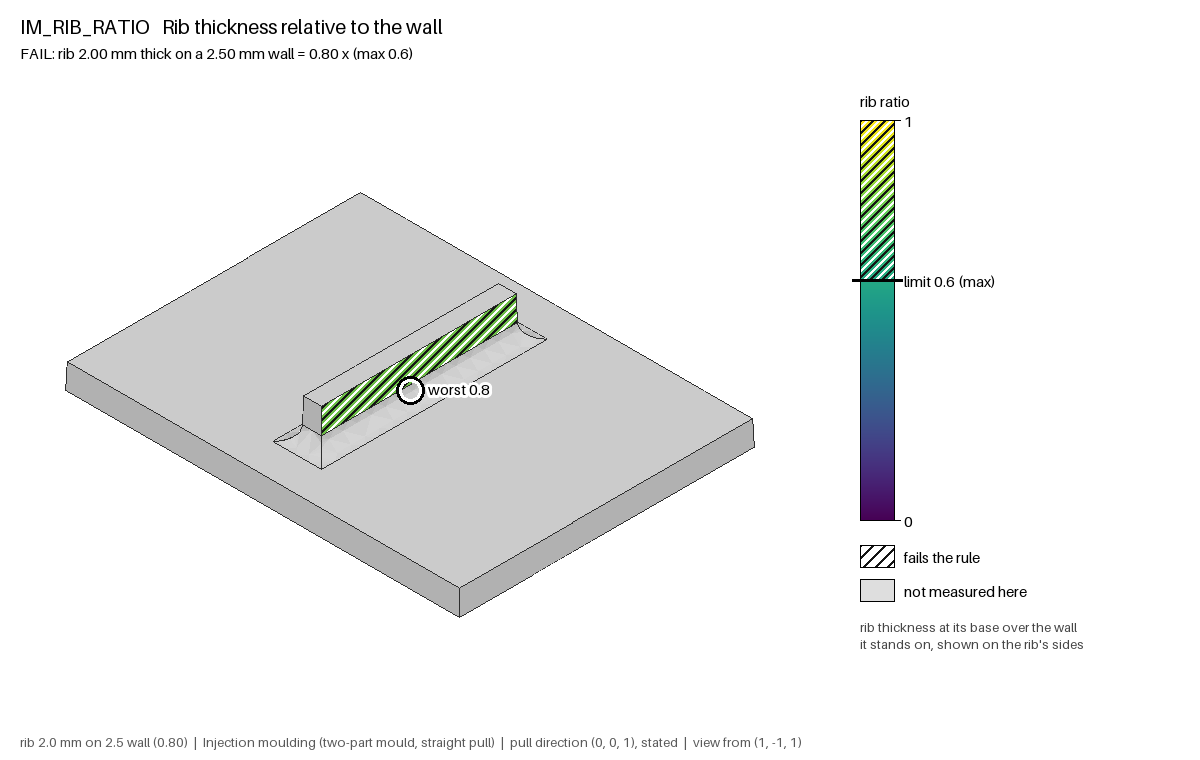 IM_RIB_RATIO Rib thickness relative to the wall
FAIL: rib 2.00 mm thick on a 2.50 mm wall = 0.80 x (max 0.6)
rib ratio
1
limit 0.6 (max)
worst 0.8
0
fails the rule
not measured here
rib thickness at its base over the wall
it stands on, shown on the rib's sides
rib 2.0 mm on 2.5 wall (0.80) | Injection moulding (two-part mould, straight pull) | pull direction (0, 0, 1), stated | view from (1, -1, 1)